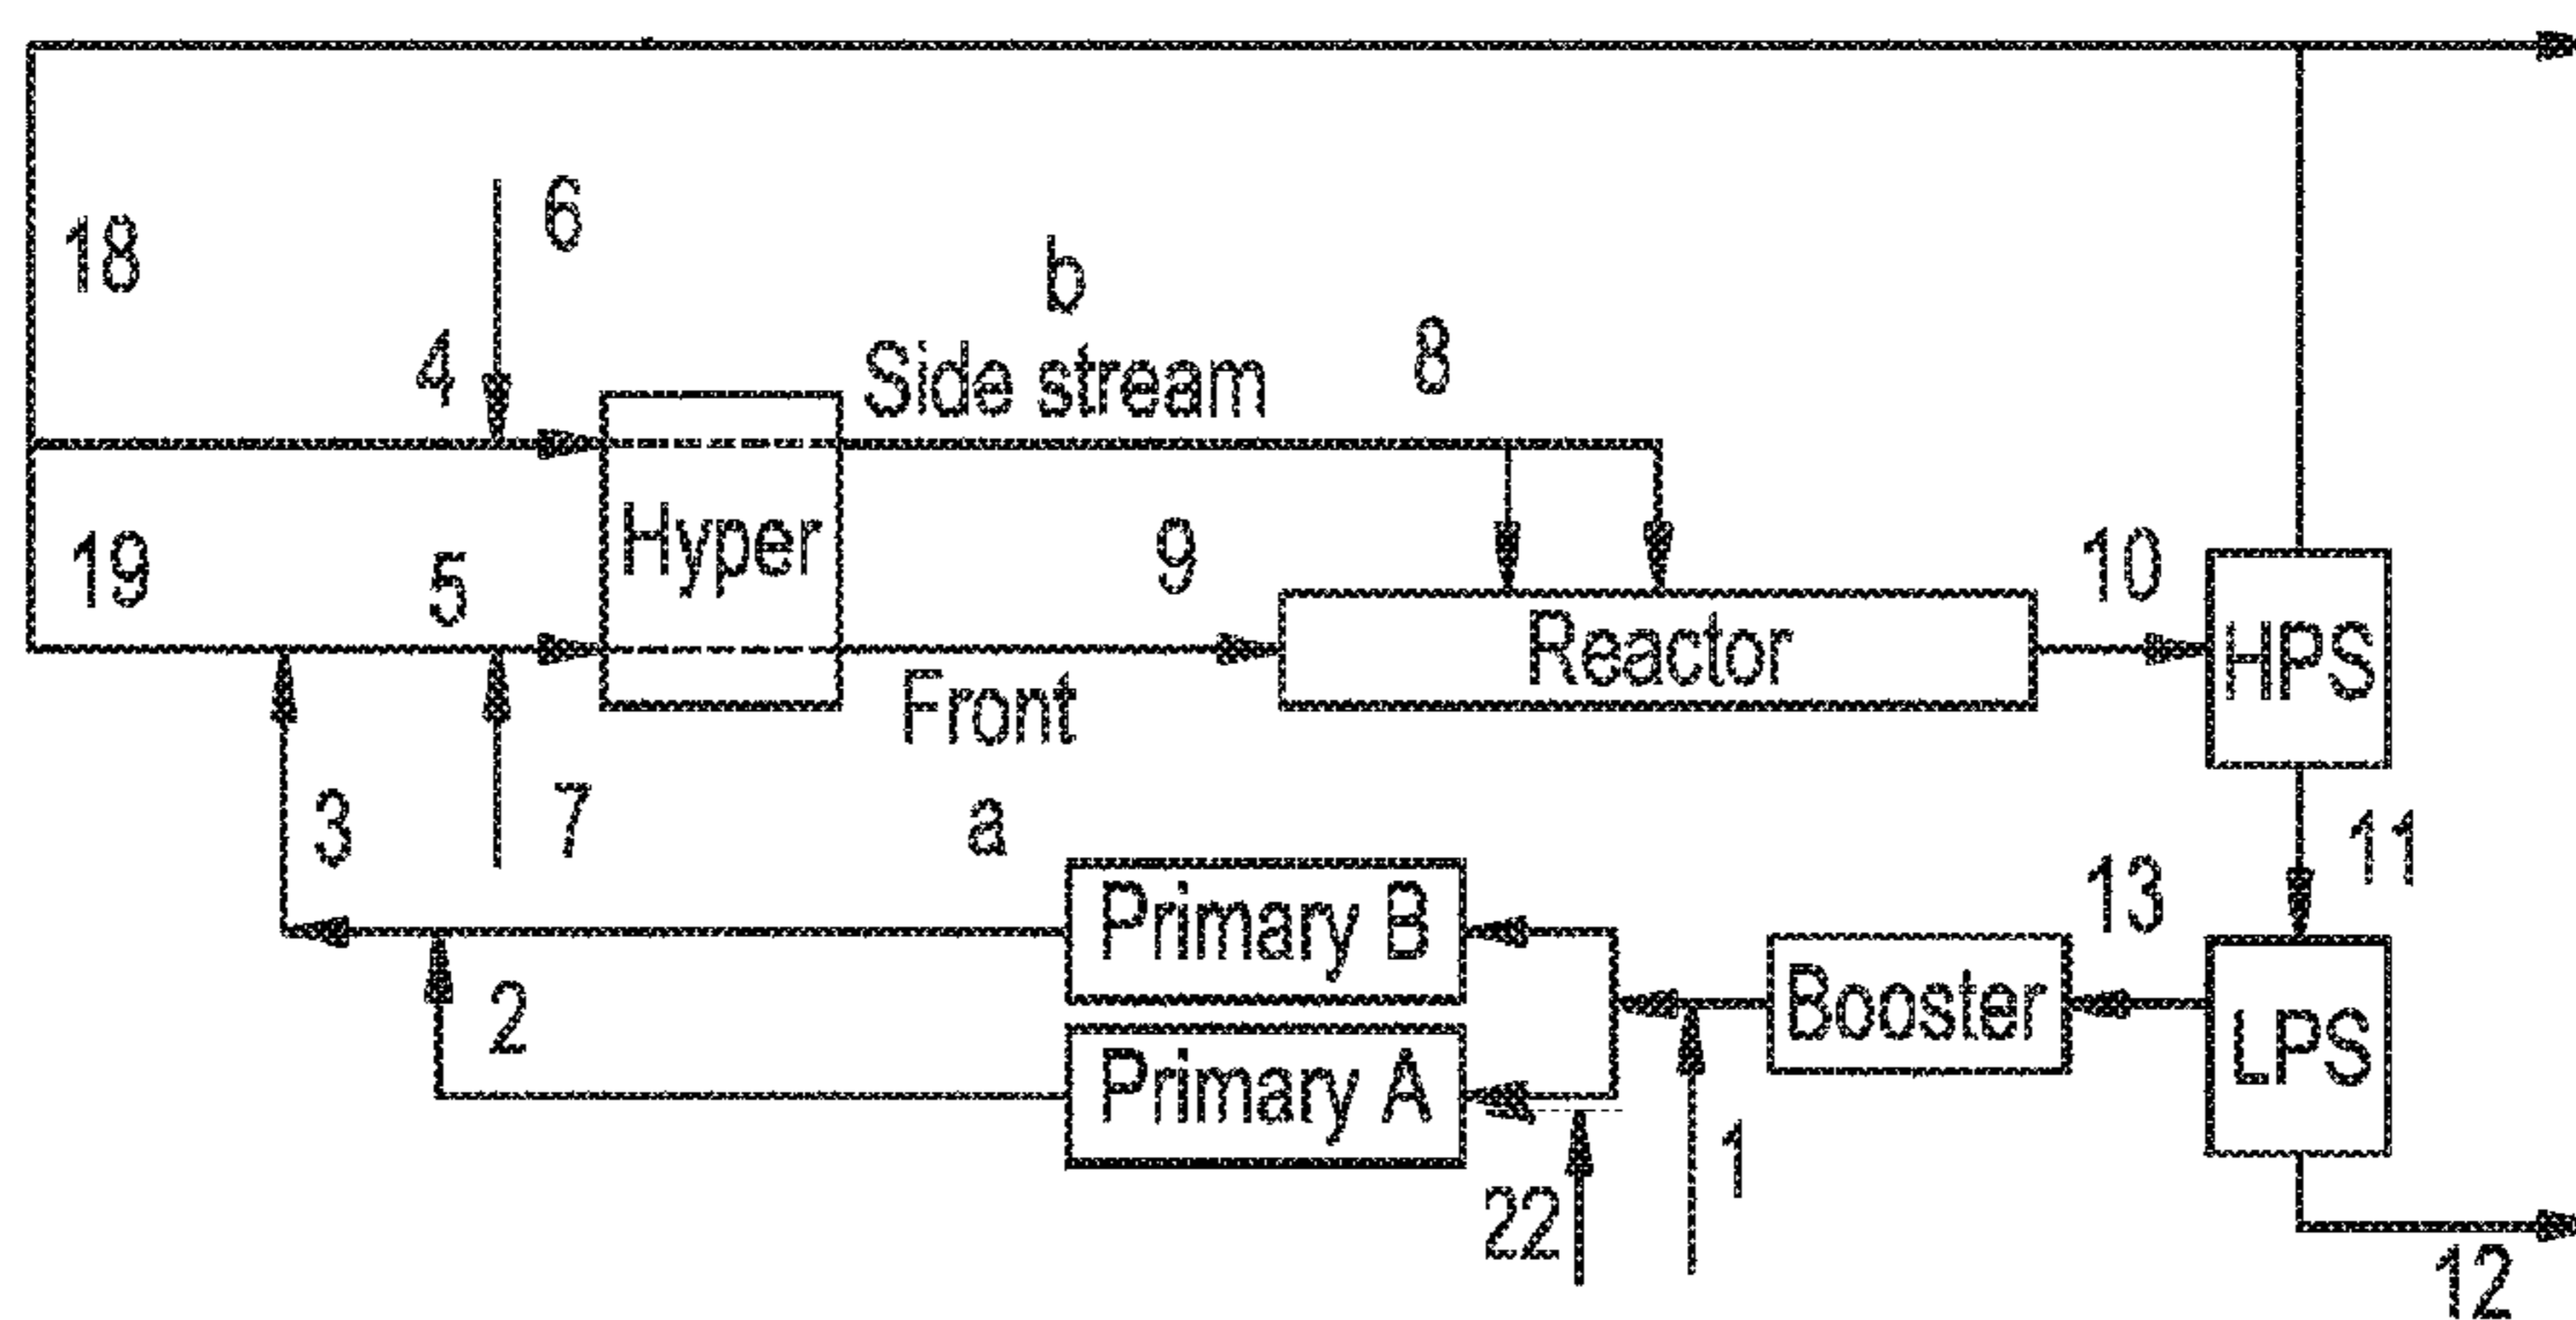 18
6
b
4
Side stream
8
Hyper
19
5
9
10
Reactor
HPS
Front
3
7
a
11
Primary B
13
2
Booster
LPS
Primary A
1
22
12